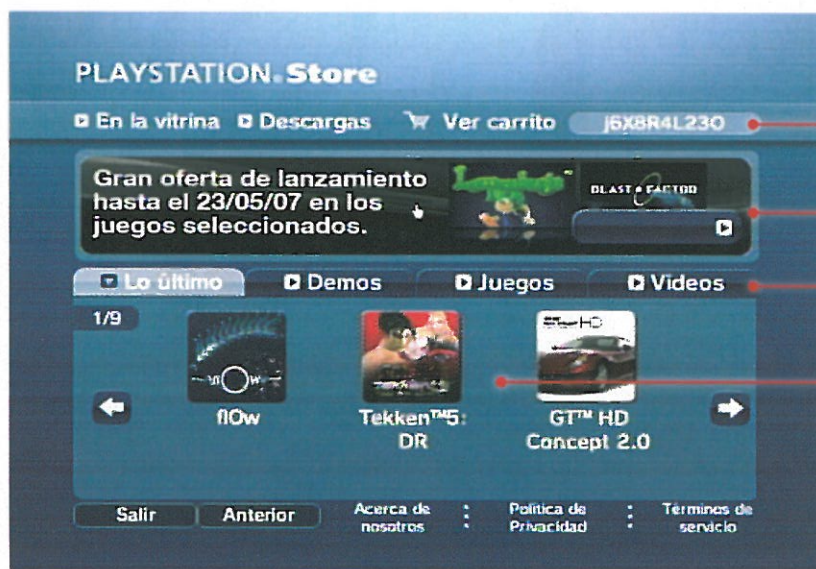 PLAYSTATION®Store
En la vitrina Descargas Ver carrito j6X8R4L23O
Gran oferta de lanzamiento
hasta el 23/05/07 en los
juegos seleccionados.
BLAST FACTOR
Lo último Demos Juegos Videos
1/9
HD
flOw
Tekken™5:
DR
GT™ HD
Concept 2.0
Salir Anterior
Acerca de
nosotros
Política de
Privacidad
Términos de
servicio